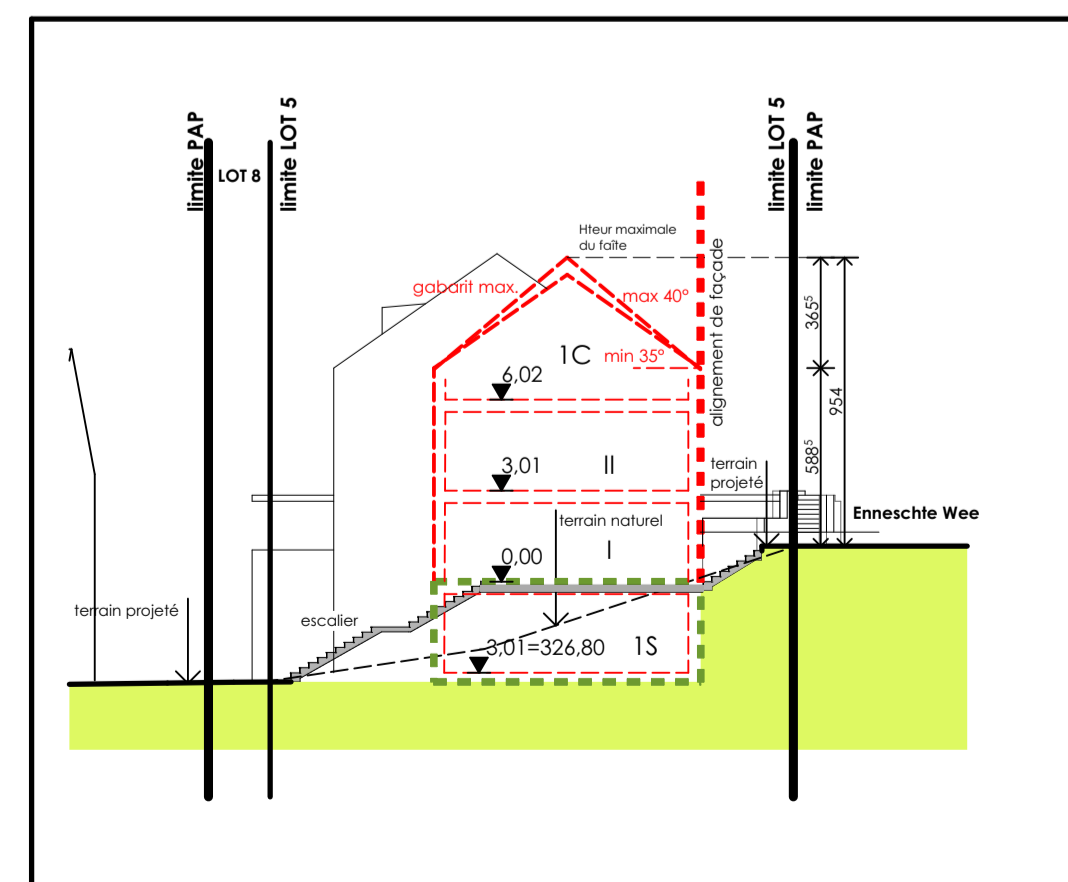 limite PAP
LOT 8
limite LOT 5
limite LOT 5
limite PAP
Hteur maximale
du faîte
alignement de façade
gabarit max.
max 40°
365⁵
1C
min 35°
6,02
954
588⁵
3,01
II
terrain
projeté
Enneschte Wee
terrain naturel
0,00
I
terrain projeté
escalier
3,01=326,80
1S